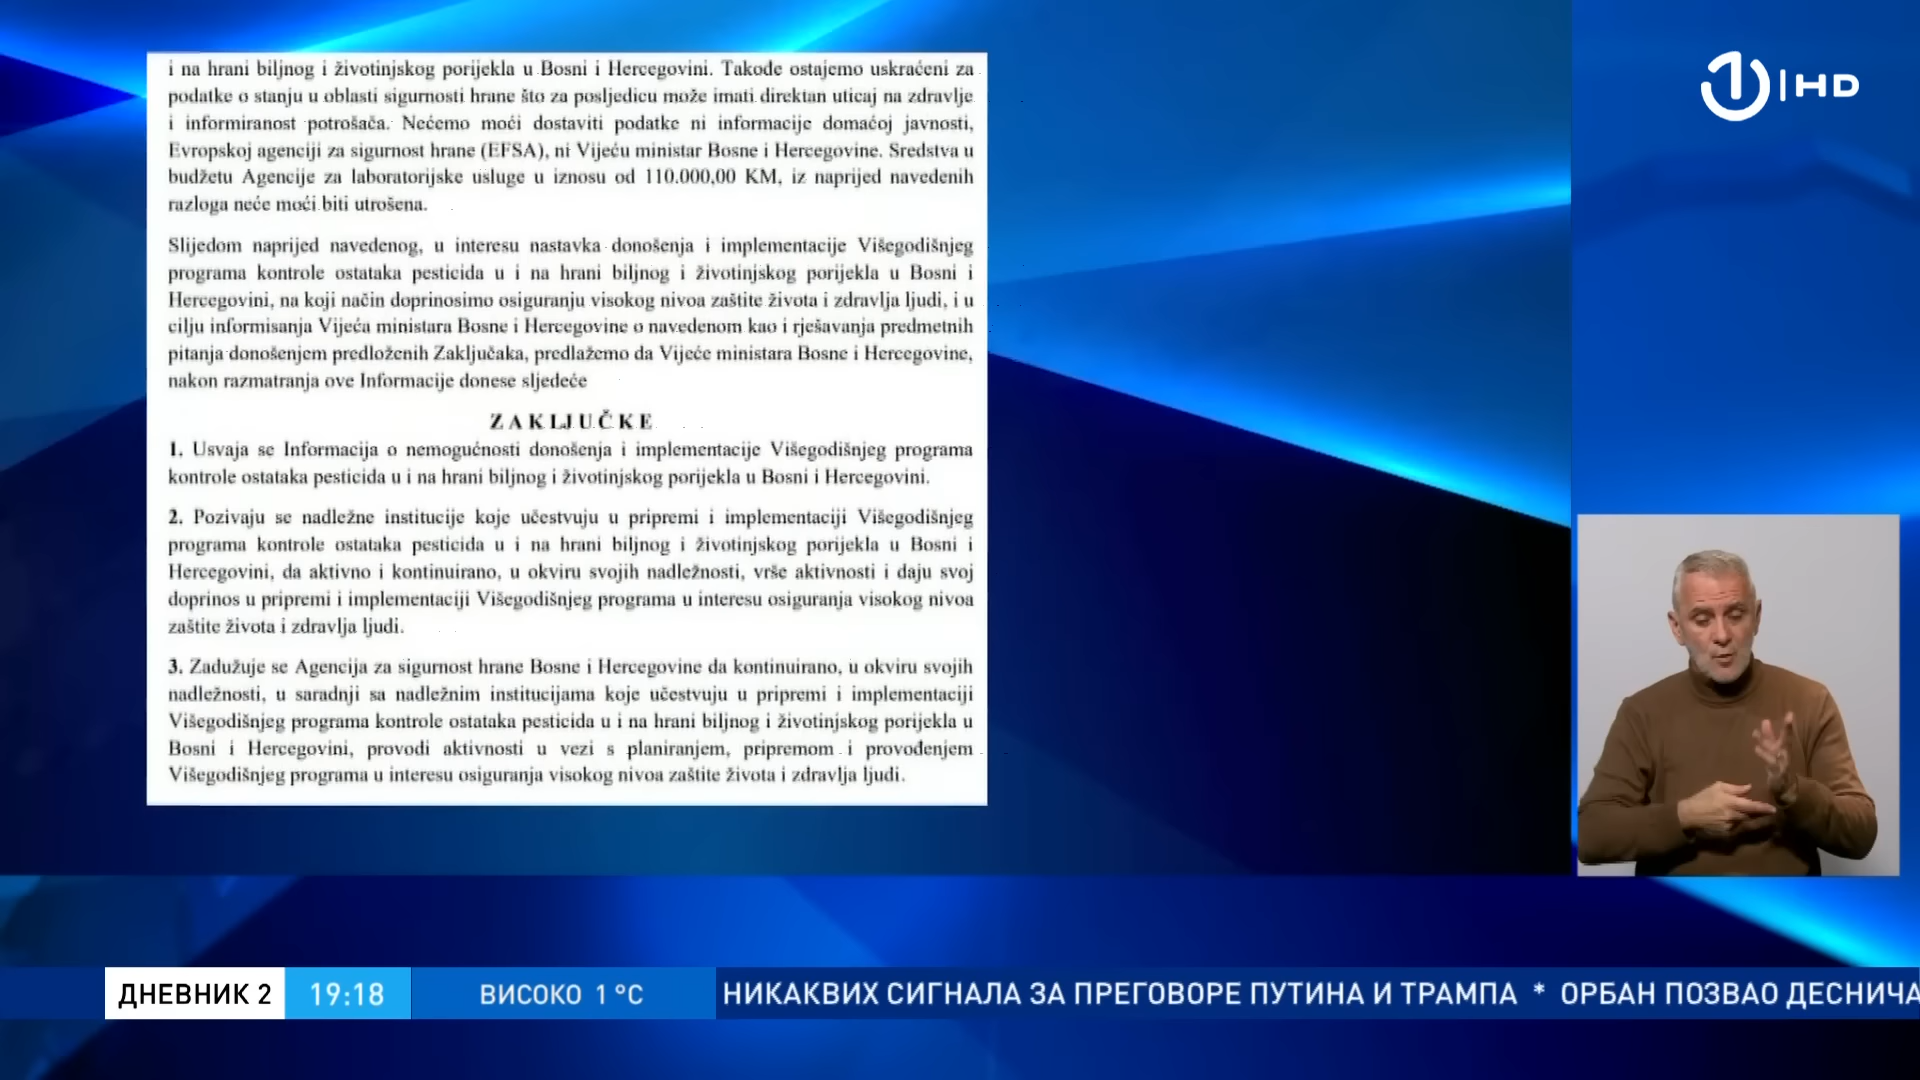 i na hrani biljnog i životinjskog porijekla u Bosni i Hercegovini. Takođe ostajemo uskraćeni za
podatke o stanju u oblasti sigurnosti hrane što za posljedicu može imati direktan uticaj na zdravlje
i informiranost potrošača. Nećemo moći dostaviti podatke ni informacije domaćoj javnosti,
Evropskoj agenciji za sigurnost hrane (EFSA), ni Vijeću ministar Bosne i Hercegovine. Sredstva u
budžetu Agencije za laboratorijske usluge u iznosu od 110.000,00 KM, iz naprijed navedenih
razloga neće moći biti utrošena.
Slijedom naprijed navedenog, u interesu nastavka donošenja i implementacije Višegodišnjeg
programa kontrole ostataka pesticida u i na hrani biljnog i životinjskog porijekla u Bosni i
Hercegovini, na koji način doprinosimo osiguranju visokog nivoa zaštite života i zdravlja ljudi, i u
cilju informisanja Vijeća ministara Bosne i Hercegovine o navedenom kao i rješavanja predmetnih
pitanja donošenjem predloženih Zaključaka, predlažemo da Vijeće ministara Bosne i Hercegovine,
nakon razmatranja ove Informacije donese sljedeće
Z A K LJ U Č K E
1. Usvaja se Informacija o nemogućnosti donošenja i implementacije Višegodišnjeg programa
kontrole ostataka pesticida u i na hrani biljnog i životinjskog porijekla u Bosni i Hercegovini.
2. Pozivaju se nadležne institucije koje učestvuju u pripremi i implementaciji Višegodišnjeg
programa kontrole ostataka pesticida u i na hrani biljnog i životinjskog porijekla u Bosni i
Hercegovini, da aktivno i kontinuirano, u okviru svojih nadležnosti, vrše aktivnosti i daju svoj
doprinos u pripremi i implementaciji Višegodišnjeg programa u interesu osiguranja visokog nivoa
zaštite života i zdravlja ljudi.
3. Zadužuje se Agencija za sigurnost hrane Bosne i Hercegovine da kontinuirano, u okviru svojih
nadležnosti, u saradnji sa nadležnim institucijama koje učestvuju u pripremi i implementaciji
Višegodišnjeg programa kontrole ostataka pesticida u i na hrani biljnog i životinjskog porijekla u
Bosni i Hercegovini, provodi aktivnosti u vezi s planiranjem, pripremom i provođenjem
Višegodišnjeg programa u interesu osiguranja visokog nivoa zaštite života i zdravlja ljudi.
1 HD
ДНЕВНИК 2 19:18 ВИСОКО 1 °C НИКАКВИХ СИГНАЛА ЗА ПРЕГОВОРЕ ПУТИНА И ТРАМПА * ОРБАН ПОЗВАО ДЕСНИЧА